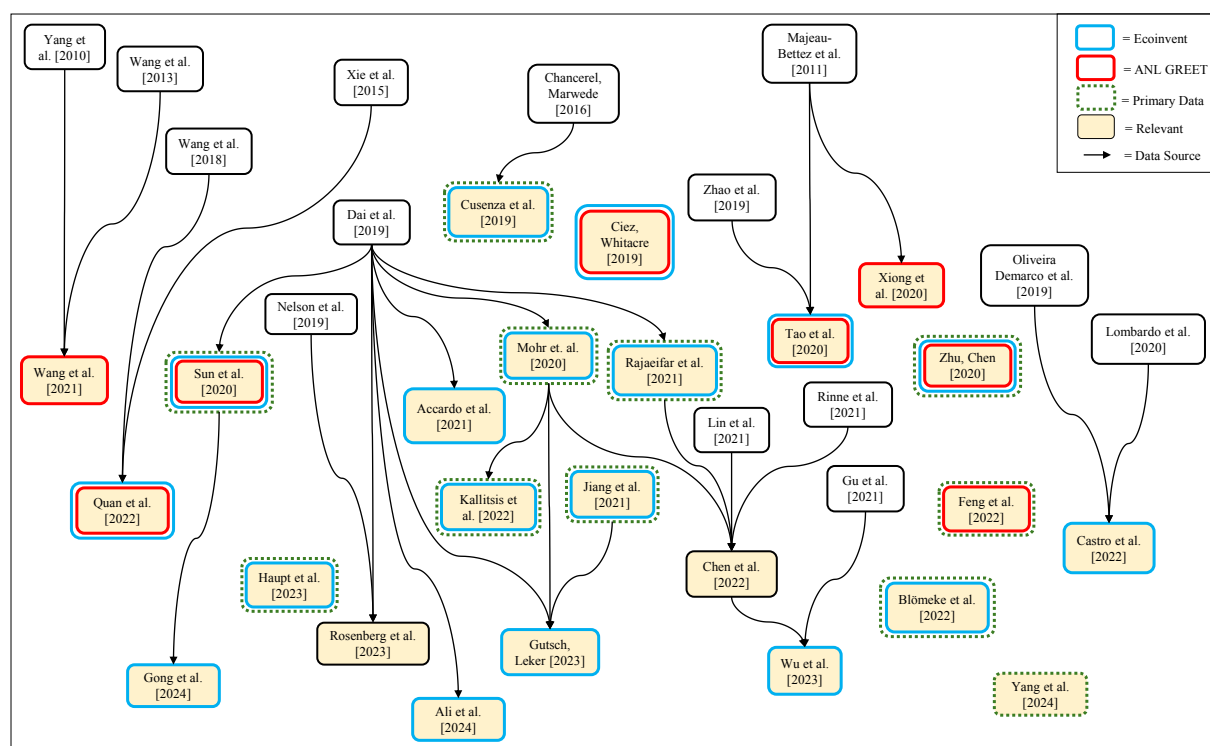 Yang et
al. [2010]
Wang et al.
[2013]
Xie et al.
[2015]
Chancerel,
Marwede
[2016]
Majeau-
Bettez et al.
[2011]
= Ecoinvent
= ANL GREET
= Primary Data
= Relevant
= Data Source
Wang et al.
[2018]
Dai et al.
[2019]
Cusenza et al.
[2019]
Ciez,
Whitacre
[2019]
Zhao et al.
[2019]
Xiong et
al. [2020]
Oliveira
Demarco et al.
[2019]
Nelson et al.
[2019]
Lombardo et al.
[2020]
Wang et al.
[2021]
Sun et al.
[2020]
Mohr et. al.
[2020]
Rajaeifar et al.
[2021]
Tao et al.
[2020]
Zhu, Chen
[2020]
Accardo et al.
[2021]
Lin et al.
[2021]
Rinne et al.
[2021]
Quan et al.
[2022]
Kallitsis et
al. [2022]
Jiang et al.
[2021]
Gu et al.
[2021]
Feng et al.
[2022]
Castro et al.
[2022]
Haupt et al.
[2023]
Chen et al.
[2022]
Blömeke et al.
[2022]
Rosenberg et al.
[2023]
Gutsch,
Leker [2023]
Wu et al.
[2023]
Gong et al.
[2024]
Ali et al.
[2024]
Yang et al.
[2024]